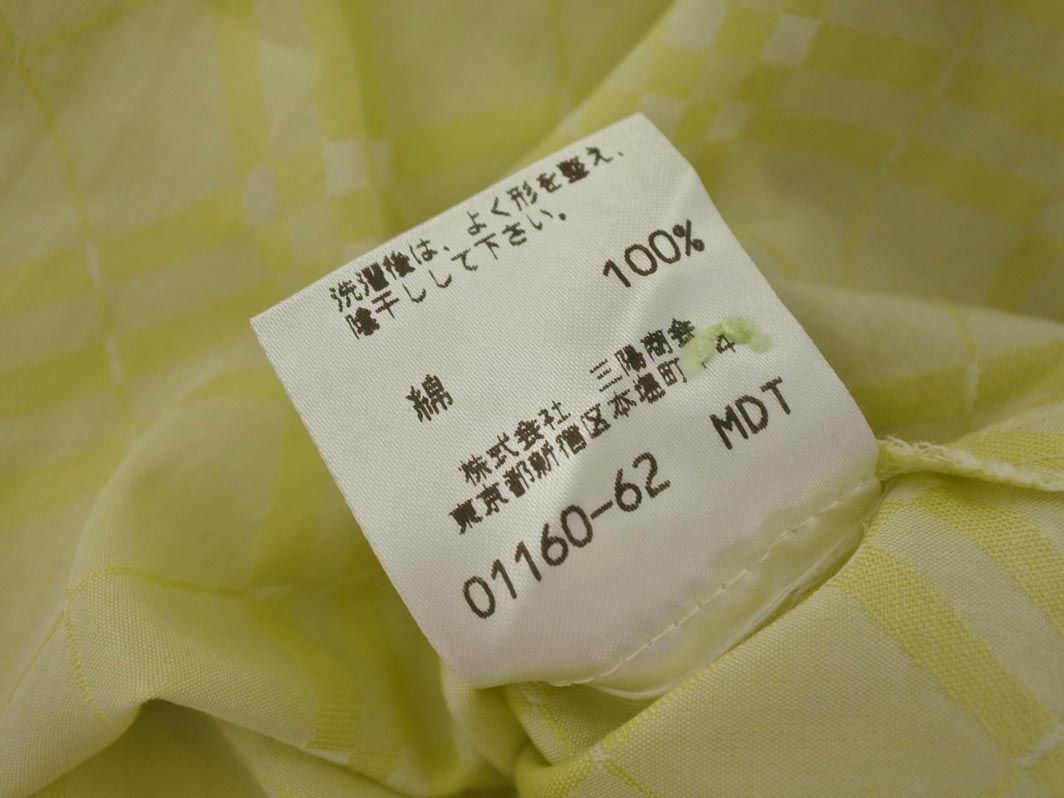 洗濯後は、よく形を整え、
陰干しして下さい。
綿 100%
株式会社 三陽商会
東京都新宿区本塩町 4
01160-62 MDT